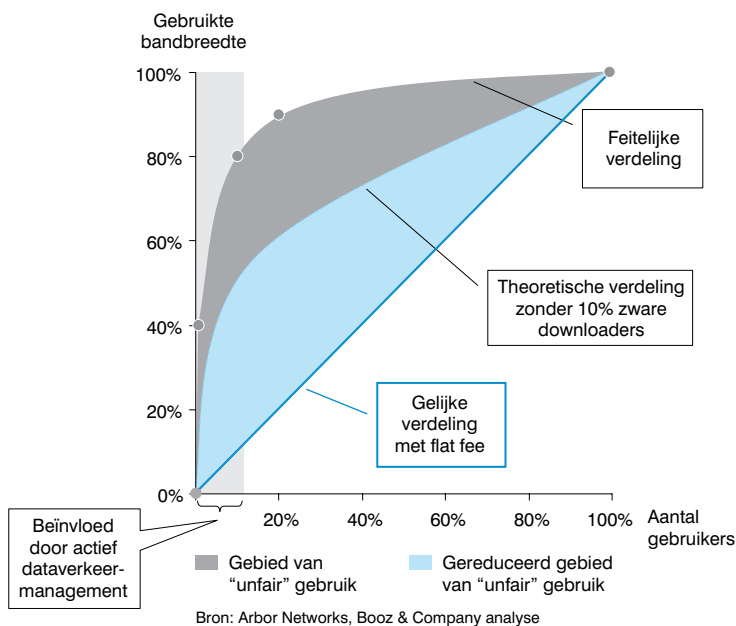 Gebruikte
bandbreedte
100%
80%
60%
40%
20%
0%
Feitelijke
verdeling
Theoretische verdeling
zonder 10% zware
downloaders
Gelijke
verdeling
met flat fee
20%
40%
60%
80%
100%
Aantal
gebruikers
Beïnvloed
door actief
dataverkeer-
management
Gebied van
“unfair” gebruik
Gereduceerd gebied
van “unfair” gebruik
Bron: Arbor Networks, Booz & Company analyse